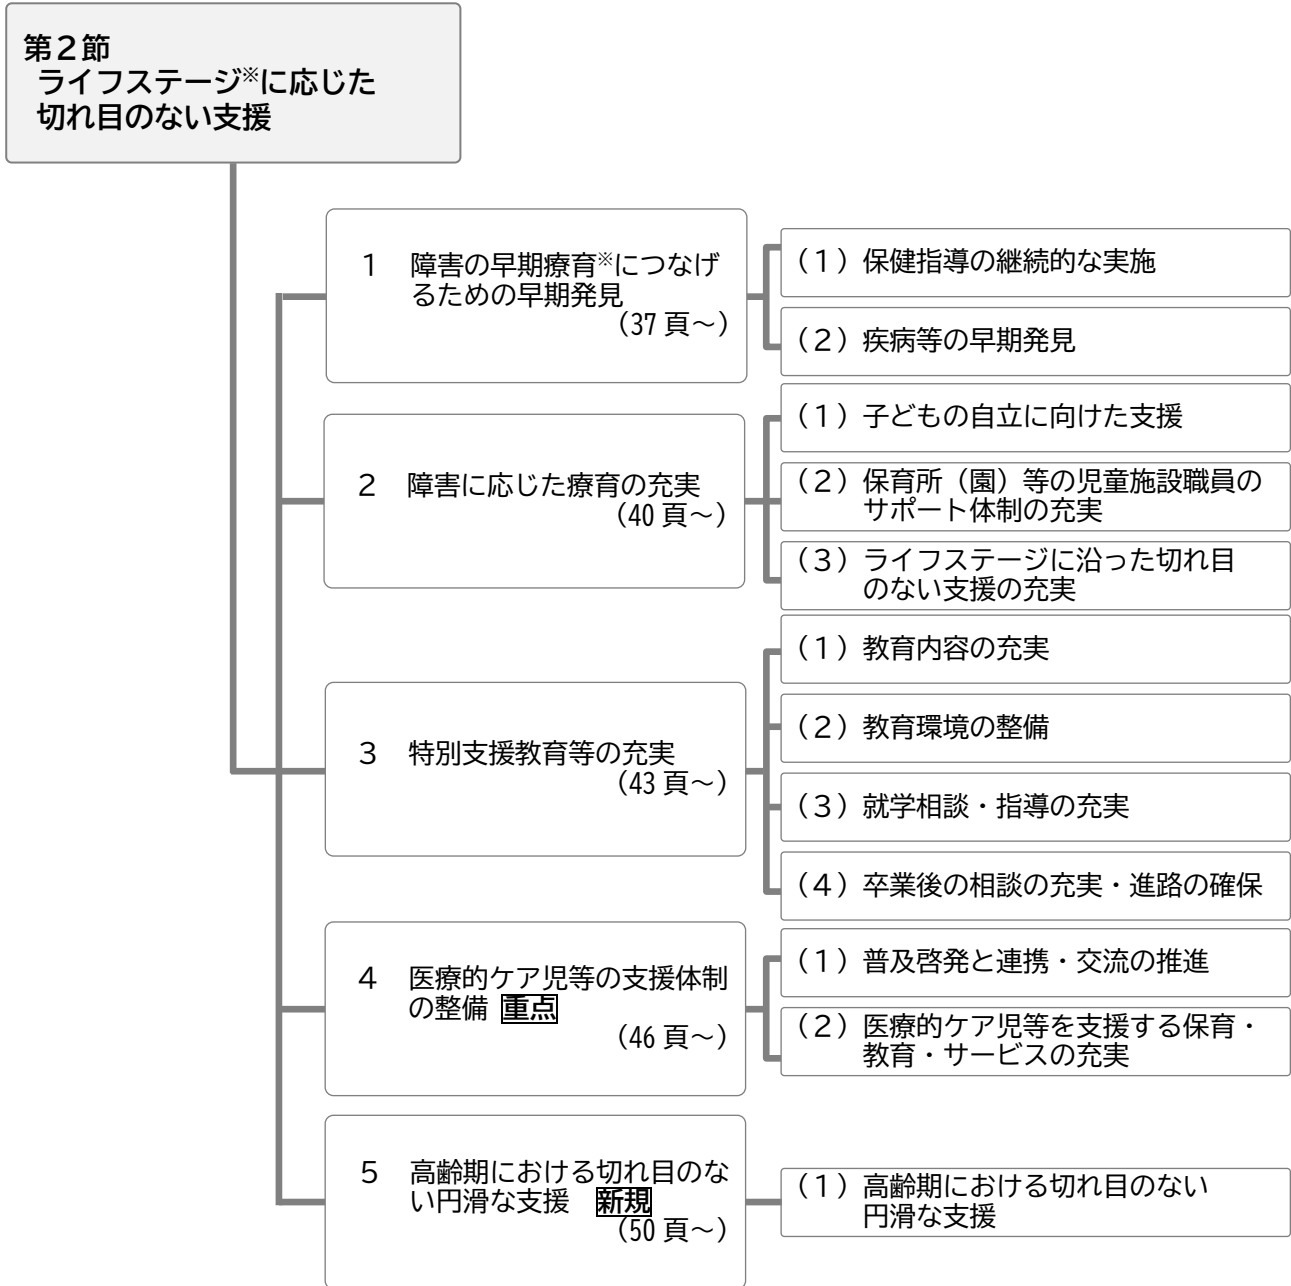 第２節
ライフステージ※に応じた
切れ目のない支援
１　障害の早期療育※につなげ
るための早期発見
（37 頁～）
（１）保健指導の継続的な実施
（２）疾病等の早期発見
２　障害に応じた療育の充実
（40 頁～）
（１）子どもの自立に向けた支援
（２）保育所（園）等の児童施設職員の
サポート体制の充実
（３）ライフステージに沿った切れ目
のない支援の充実
３　特別支援教育等の充実
（43 頁～）
（１）教育内容の充実
（２）教育環境の整備
（３）就学相談・指導の充実
（４）卒業後の相談の充実・進路の確保
４　医療的ケア児等の支援体制
の整備 重点
（46 頁～）
（１）普及啓発と連携・交流の推進
（２）医療的ケア児等を支援する保育・
教育・サービスの充実
５　高齢期における切れ目のな
い円滑な支援　新規
（50 頁～）
（１）高齢期における切れ目のない
円滑な支援